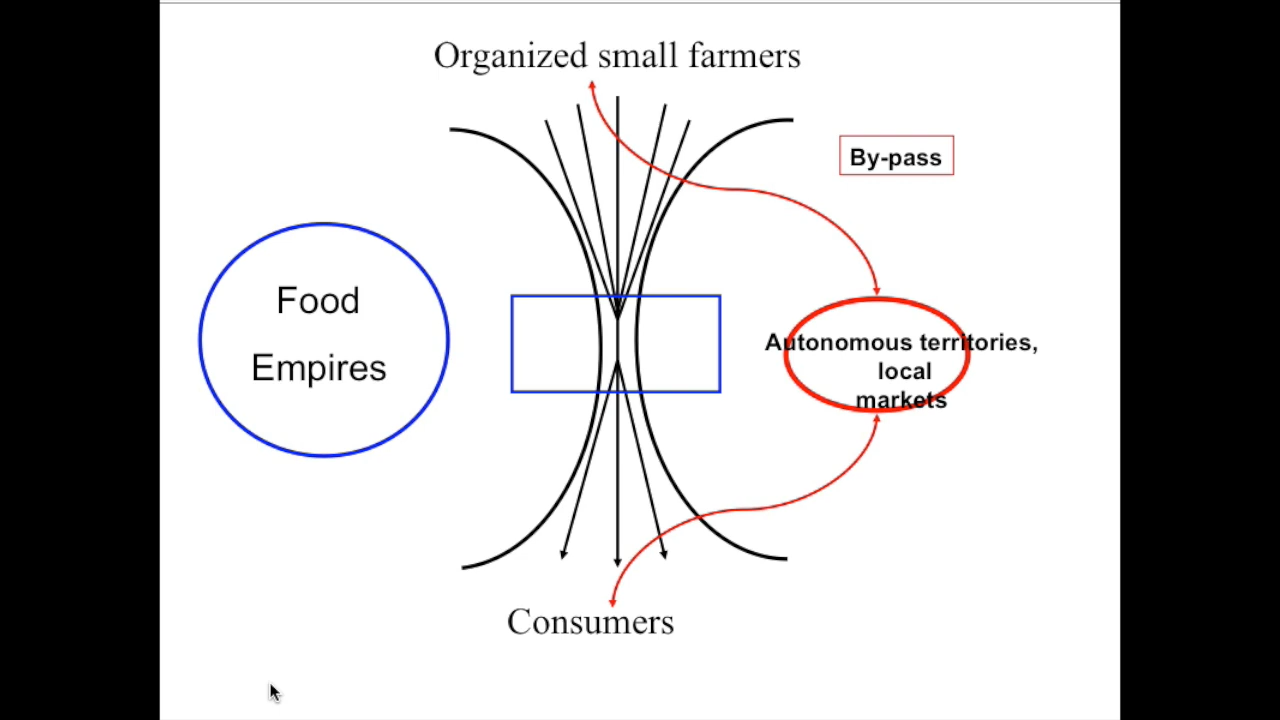 Organized small farmers
By-pass
Food
Empires
Autonomous territories,
local
markets
Consumers